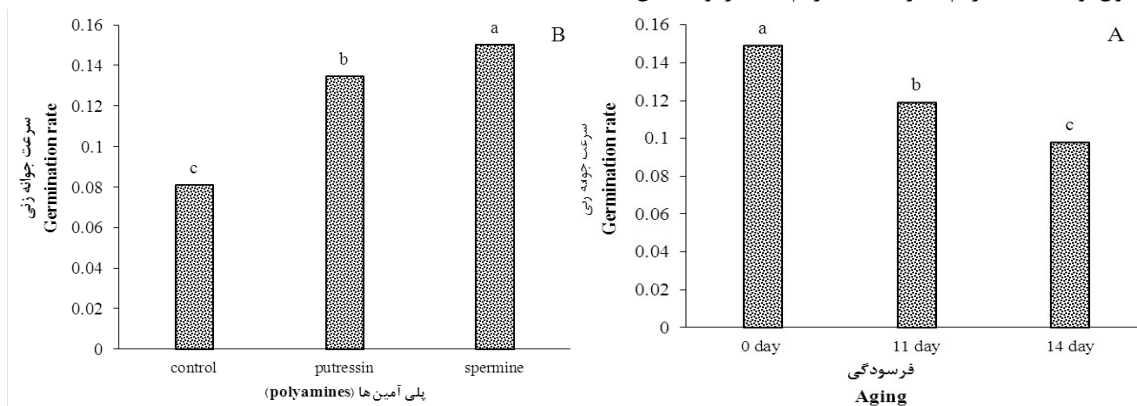 B
0.16
0.14
0.12
0.1
0.08
0.06
0.04
0.02
0
c
b
a
سرعت جوانه زنی
Germination rate
control putressin spermine
پلی آمین ها (polyamines)
A
0.16
0.14
0.12
0.1
0.08
0.06
0.04
0.02
0
a
b
c
سرعت جوانه زنی
Germination rate
0 day 11 day 14 day
فرسودگی
Aging